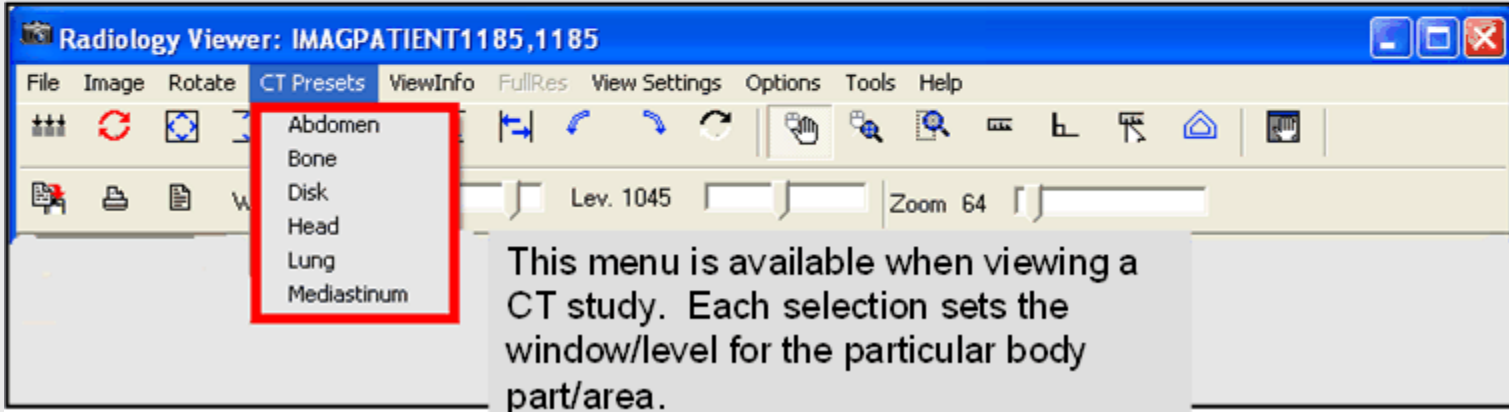 Radiology Viewer: IMAGPATIENT1185,1185
File Image Rotate CT Presets ViewInfo FullRes View Settings Options Tools Help
Abdomen
Bone
Disk
Head
Lung
Mediastinum
Lev. 1045
Zoom 64
This menu is available when viewing a
CT study. Each selection sets the
window/level for the particular body
part/area.